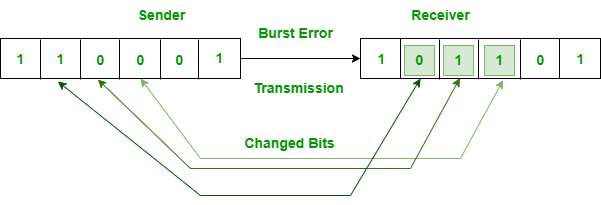 Sender Receiver
Burst Error
1 1 0 0 0 1 1 0 1 1 0 1
Transmission
Changed Bits